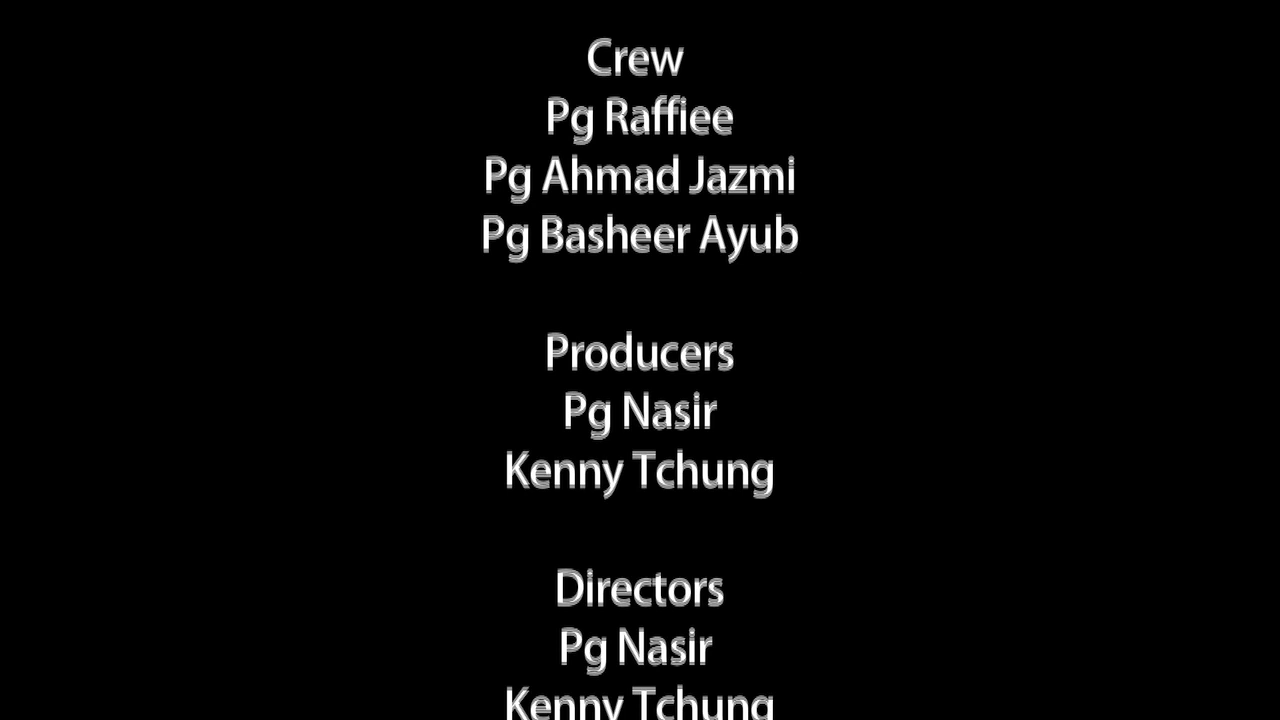 Crew
Pg Raffiee
Pg Ahmad Jazmi
Pg Basheer Ayub
Producers
Pg Nasir
Kenny Tchung
Directors
Pg Nasir
Kenny Tchung